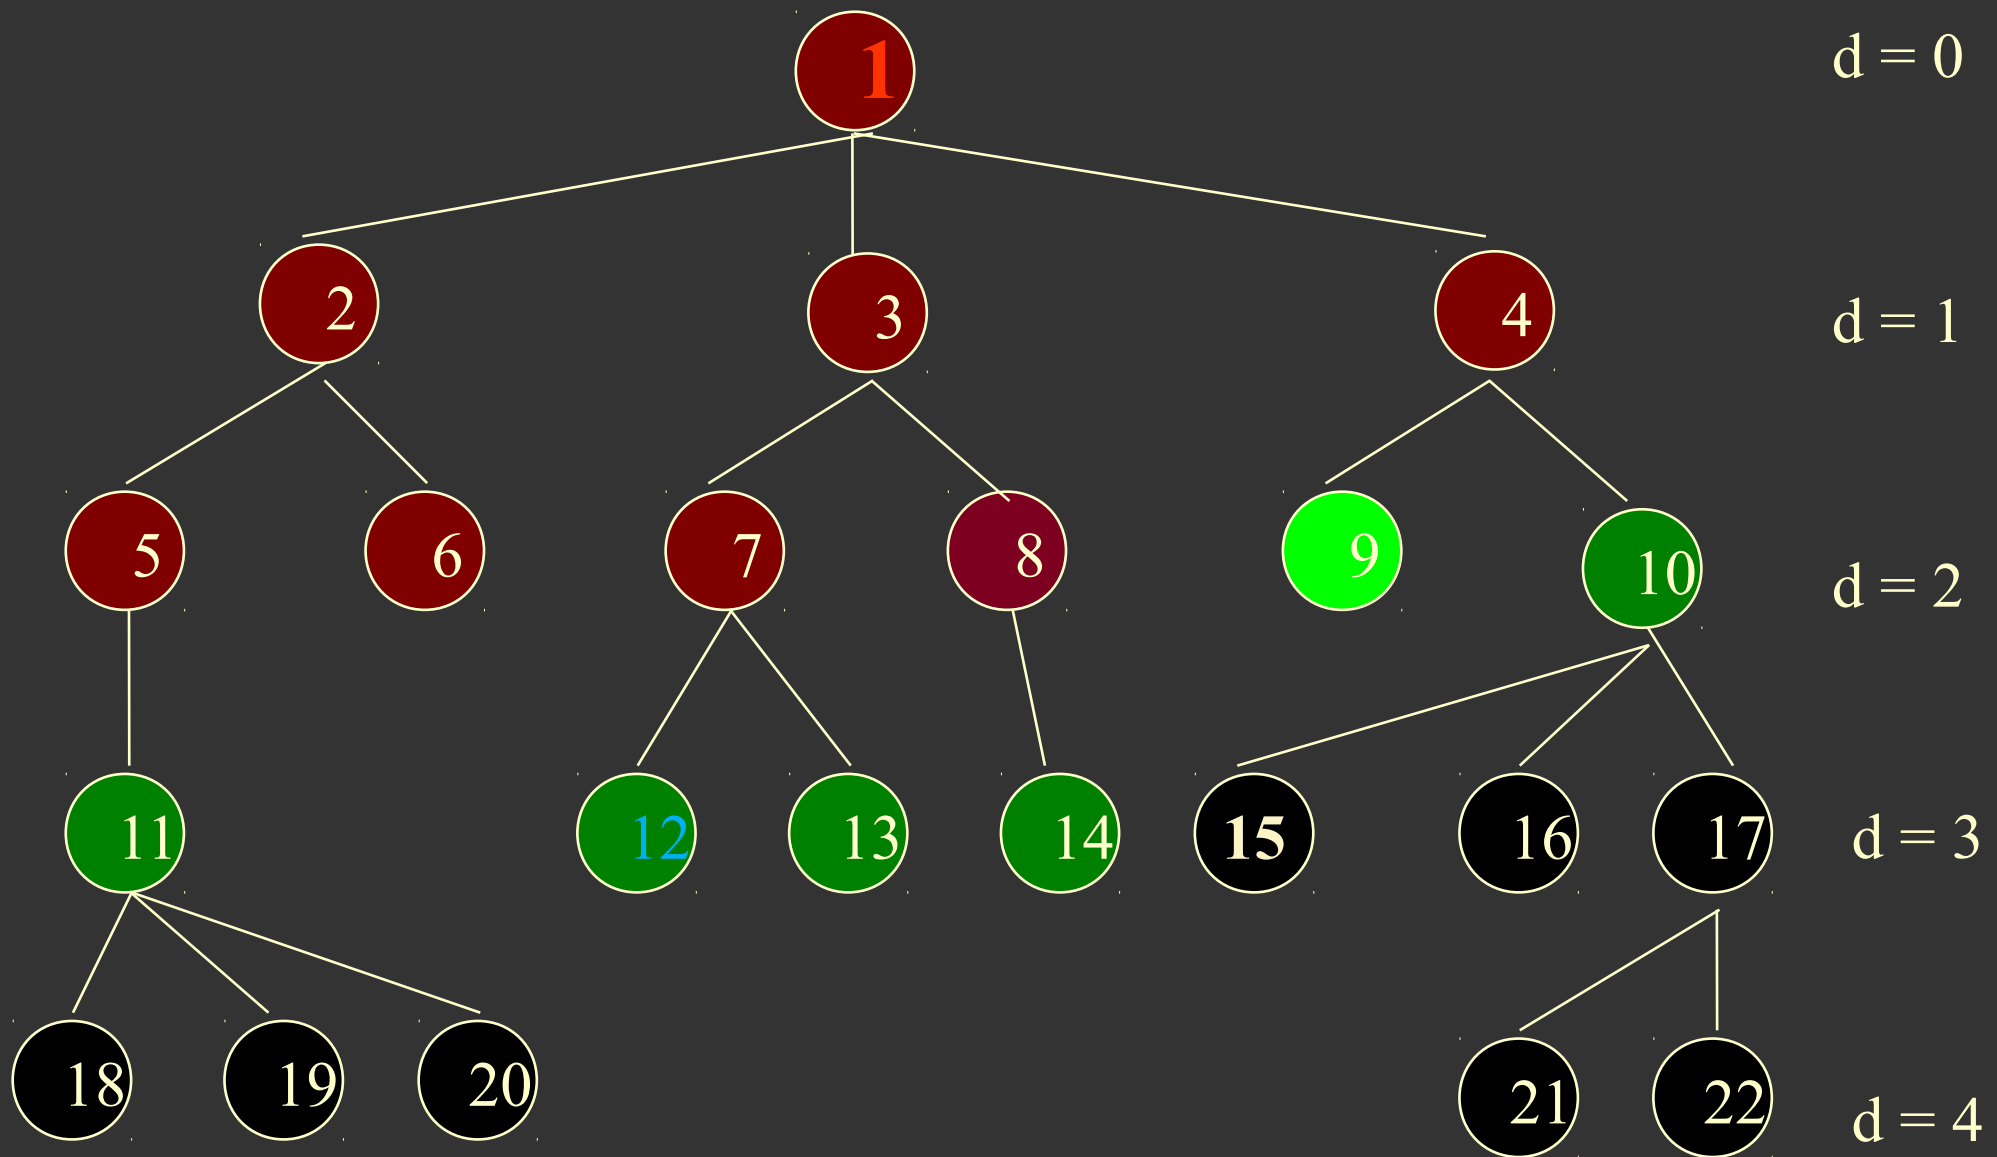 1 d = 0
2 3 4 d = 1
5 6 7 8 9 10 d = 2
11 12 13 14 15 16 17 d = 3
18 19 20 21 22 d = 4